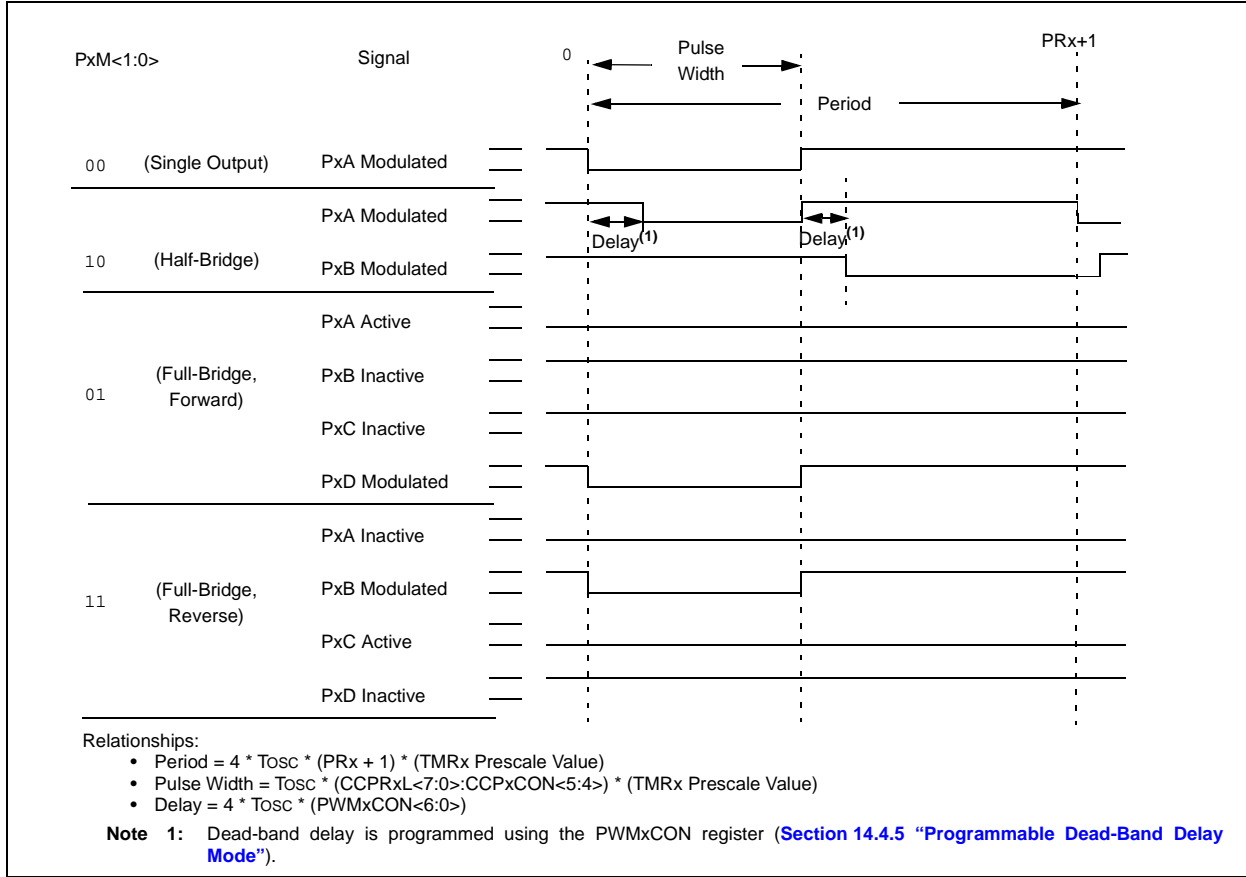 PxM<1:0>
Signal
0
Pulse
Width
PRx+1
Period
00
(Single Output)
PxA Modulated
PxA Modulated
Delay(1)
Delay(1)
10
(Half-Bridge)
PxB Modulated
PxA Active
01
(Full-Bridge,
Forward)
PxB Inactive
PxC Inactive
PxD Modulated
PxA Inactive
11
(Full-Bridge,
Reverse)
PxB Modulated
PxC Active
PxD Inactive
Relationships:
• Period = 4 * TOSC * (PRx + 1) * (TMRx Prescale Value)
• Pulse Width = TOSC * (CCPRxL<7:0>:CCPxCON<5:4>) * (TMRx Prescale Value)
• Delay = 4 * TOSC * (PWMxCON<6:0>)
Note 1: Dead-band delay is programmed using the PWMxCON register (Section 14.4.5 “Programmable Dead-Band Delay
Mode”).